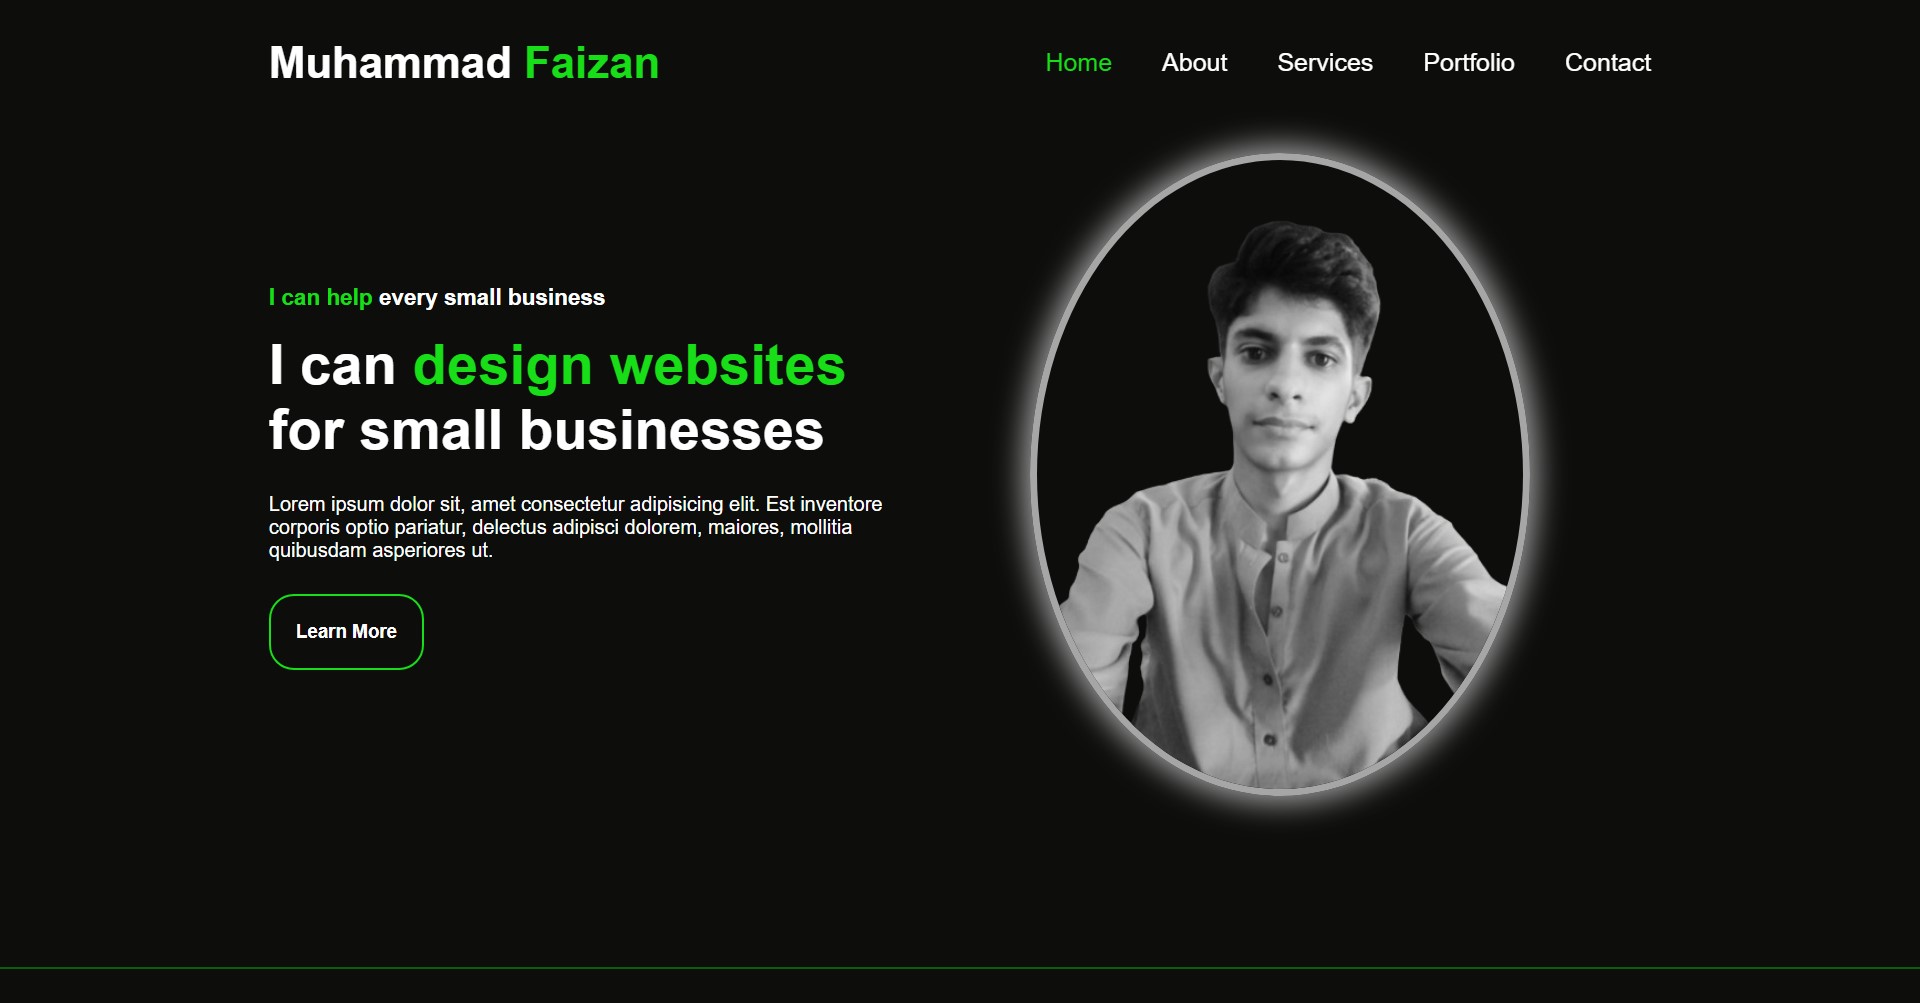 Muhammad Faizan
Home About Services Portfolio Contact
I can help every small business
I can design websites
for small businesses
Lorem ipsum dolor sit, amet consectetur adipisicing elit. Est inventore
corporis optio pariatur, delectus adipisci dolorem, maiores, mollitia
quibusdam asperiores ut.
Learn More